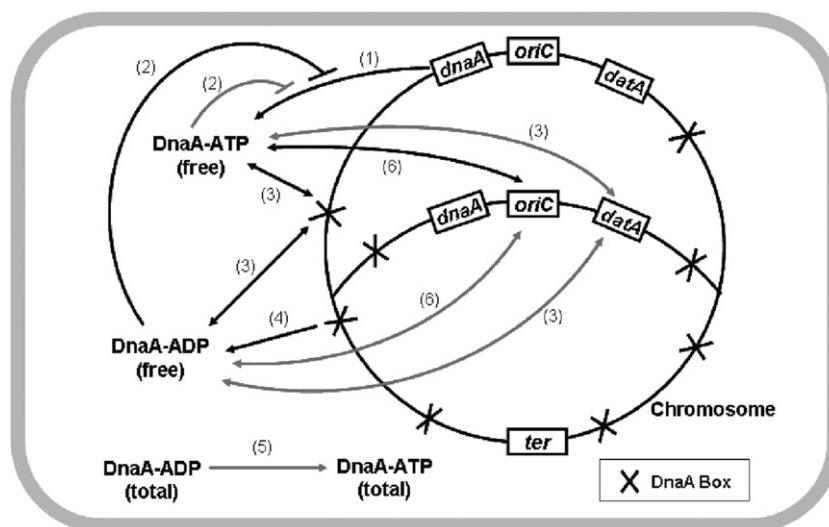 (2)
(1)
dnaA
oriC
datA
(2)
DnaA-ATP
(free)
(3)
(6)
(3)
dnaA
oriC
datA
(3)
(6)
(3)
(4)
DnaA-ADP
(free)
Chromosome
ter
DnaA-ADP
(total)
(5)
DnaA-ATP
(total)
DnaA Box